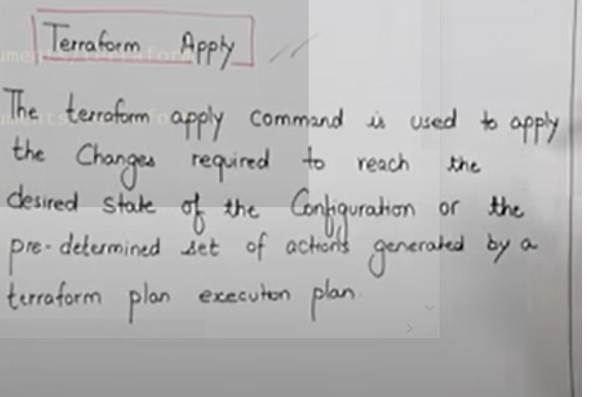 Terraform Apply
The terraform apply command is used to apply
the Changes required to reach the
desired state of the Configuration or the
pre-determined set of actions generated by a
terraform plan execution plan.